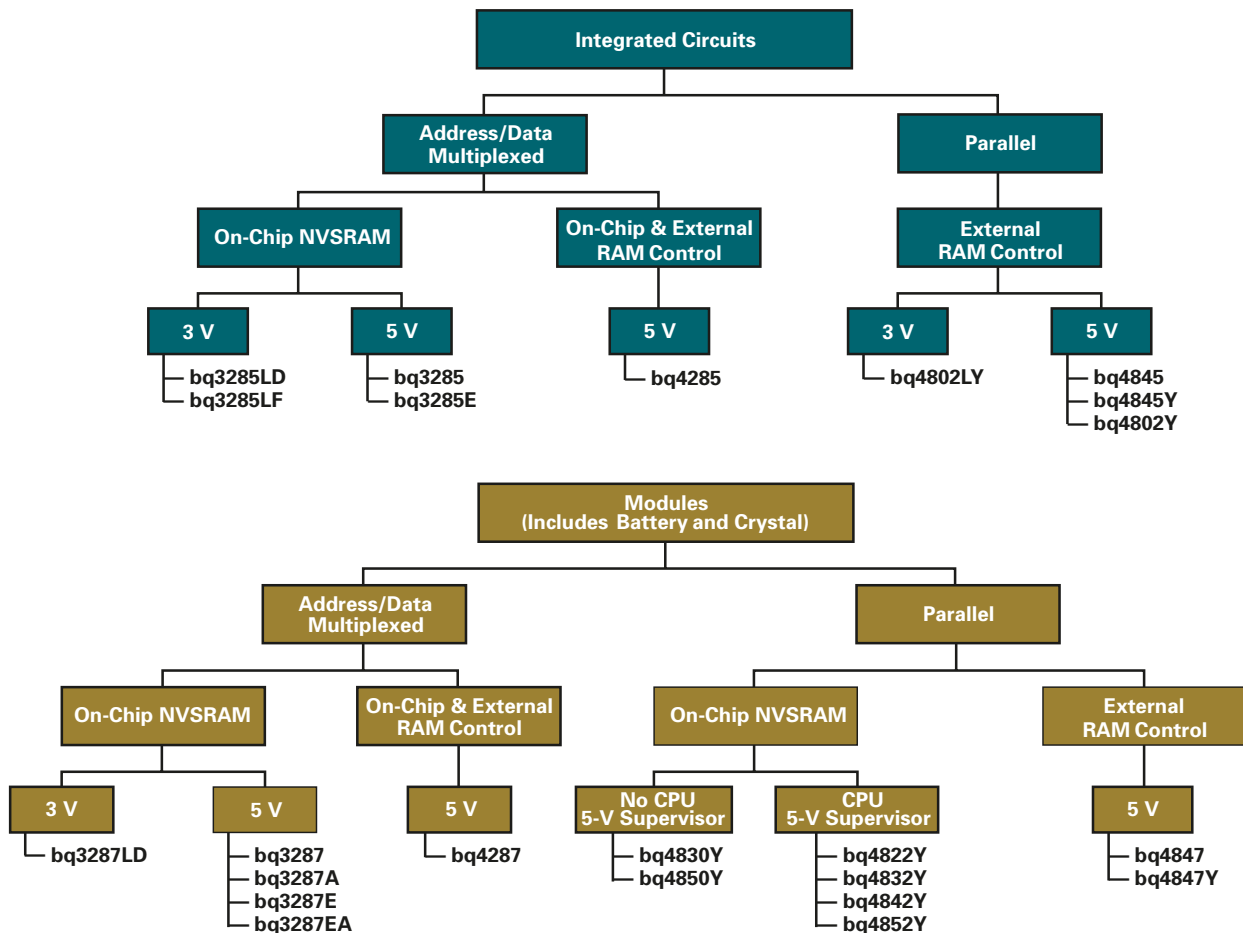 Integrated Circuits
Address/Data
Multiplexed
Parallel
On-Chip NVSRAM
On-Chip & External
RAM Control
External
RAM Control
3 V
5 V
5 V
3 V
5 V
bq3285LD
bq3285LF
bq3285
bq3285E
bq4285
bq4802LY
bq4845
bq4845Y
bq4802Y
Modules
(Includes Battery and Crystal)
Address/Data
Multiplexed
Parallel
On-Chip NVSRAM
On-Chip & External
RAM Control
On-Chip NVSRAM
External
RAM Control
3 V
5 V
5 V
No CPU
5-V Supervisor
CPU
5-V Supervisor
5 V
bq3287LD
bq3287
bq3287A
bq3287E
bq3287EA
bq4287
bq4830Y
bq4850Y
bq4822Y
bq4832Y
bq4842Y
bq4852Y
bq4847
bq4847Y